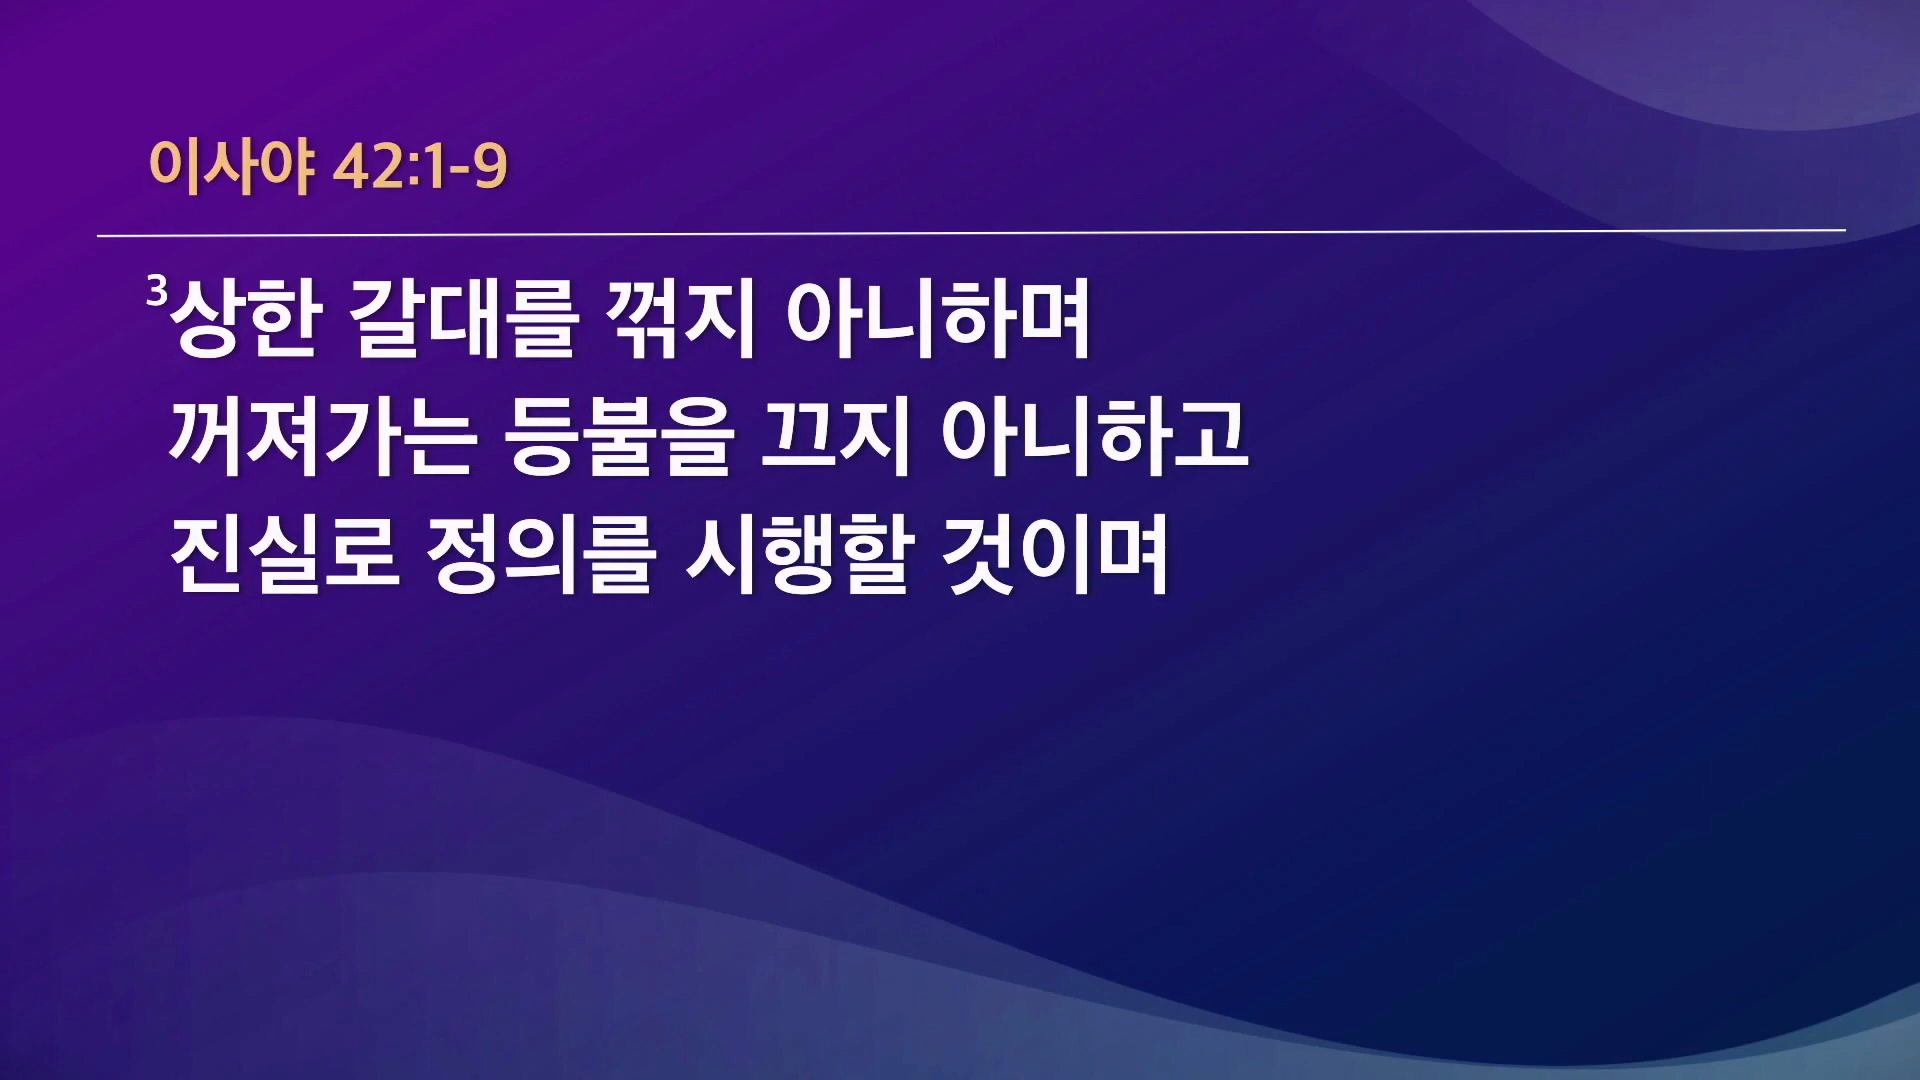 이사야 42:1-9
3상한 갈대를 꺾지 아니하며
꺼져가는 등불을 끄지 아니하고
진실로 정의를 시행할 것이며